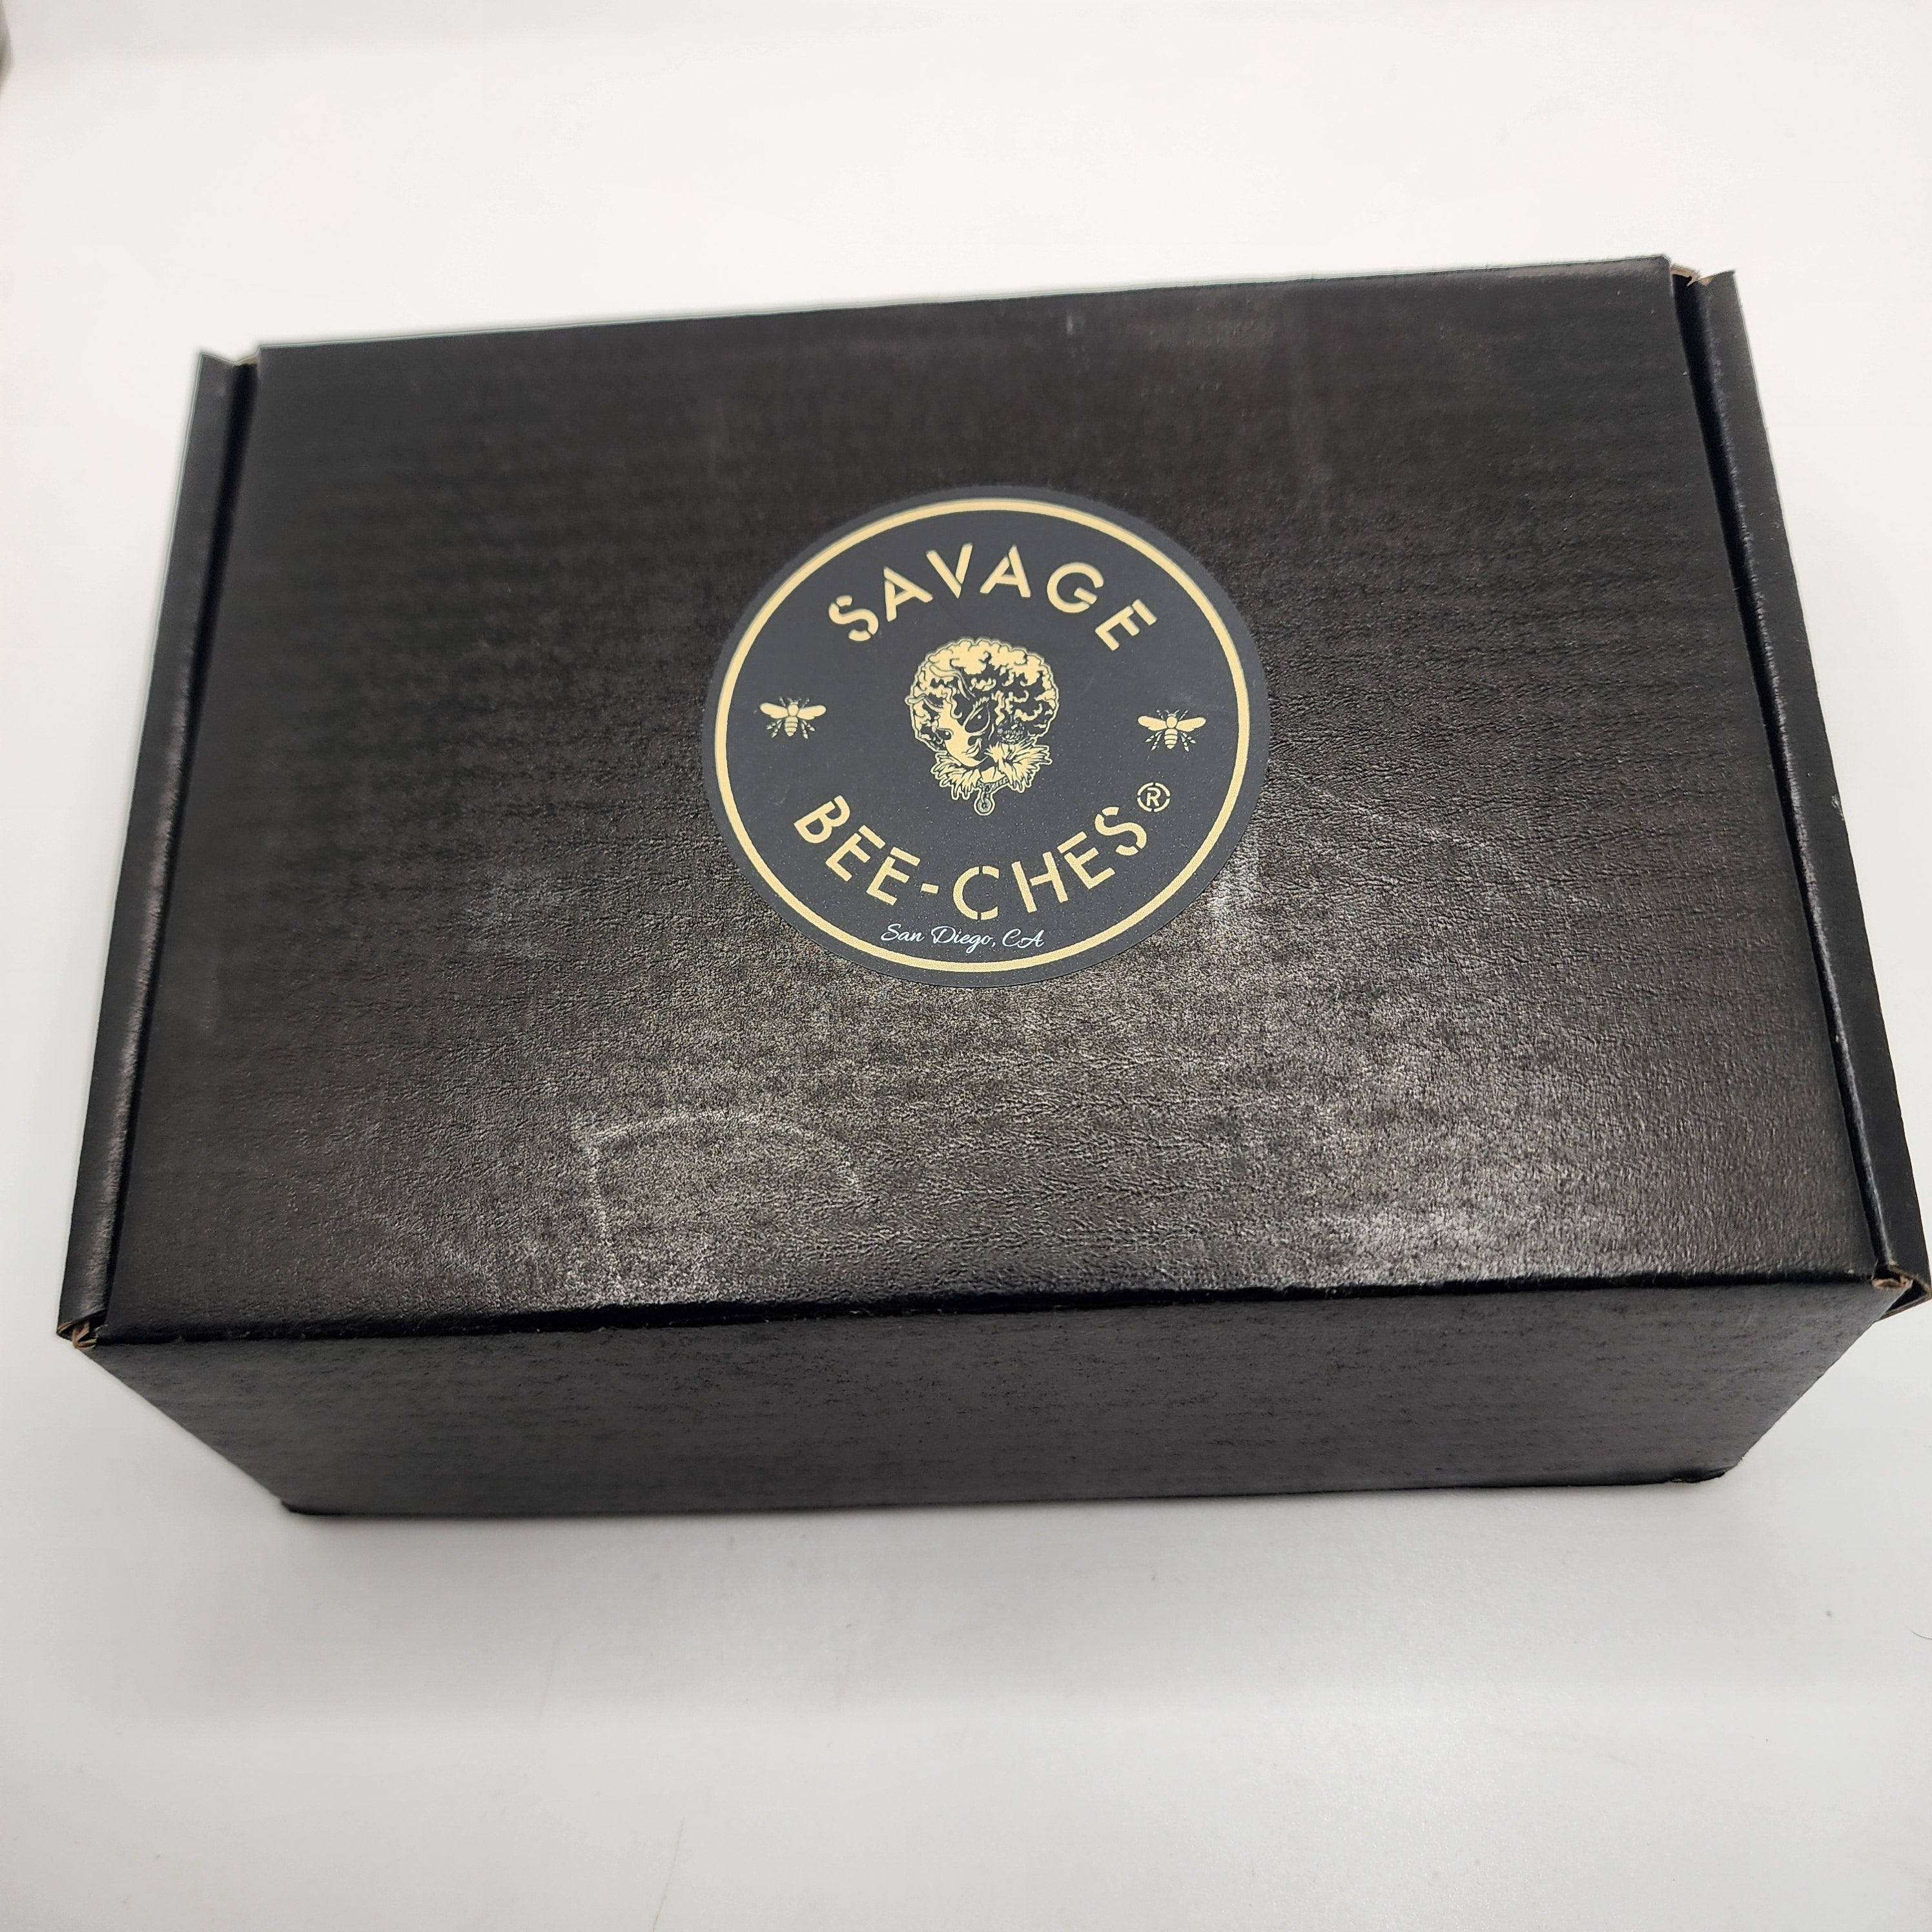 SAVAGE
BEE-CHES®
San Diego, CA